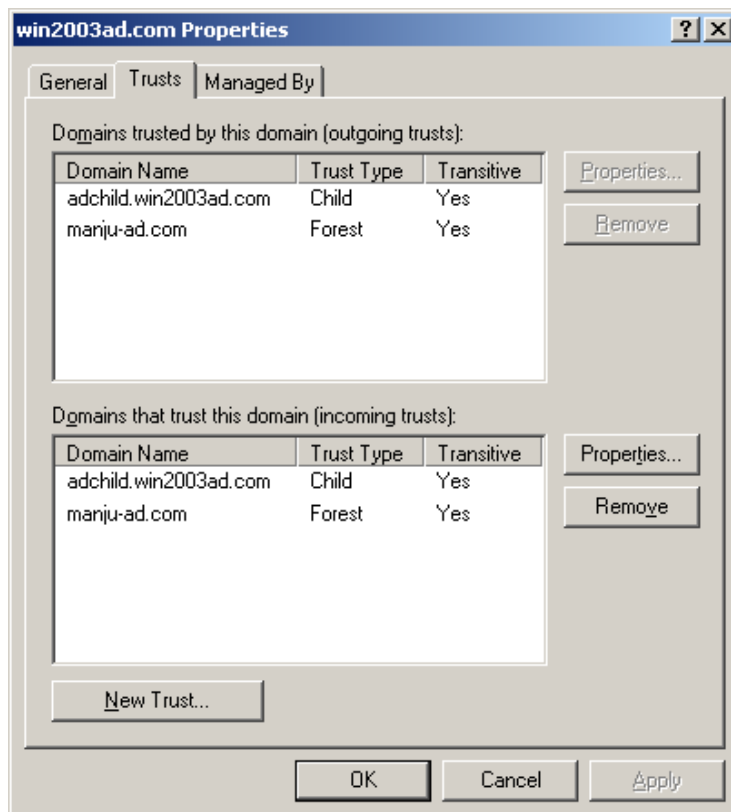 win2003ad.com Properties
General Trusts Managed By
Domains trusted by this domain (outgoing trusts):
Domain Name Trust Type Transitive Properties...
adchild.win2003ad.com Child Yes
manju-ad.com Forest Yes Remove
Domains that trust this domain (incoming trusts):
Domain Name Trust Type Transitive Properties...
adchild.win2003ad.com Child Yes
manju-ad.com Forest Yes Remove
New Trust...
OK Cancel Apply